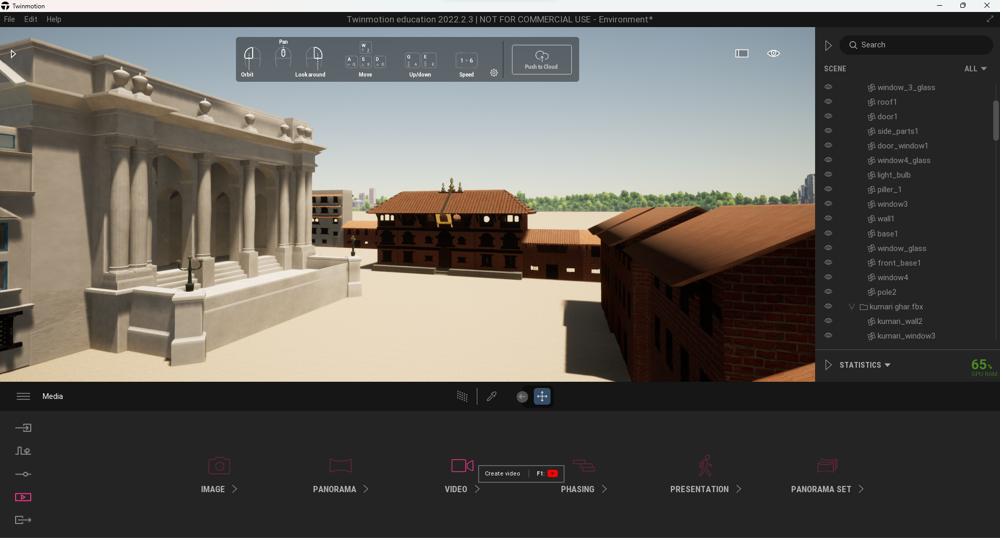 Twinmotion
File Edit Help
Twinmotion education 2022.2.3 | NOT FOR COMMERCIAL USE - Environment*
Pan
Orbit
Look around
W
Z
A
Q
S
S
D
D
Move
Q
A
E
E
Up/down
1 6
Speed
Push to Cloud
Search
SCENE ALL
window_3_glass
roof1
door1
side_parts1
door_window1
window4_glass
light_bulb
piller_1
window3
wall1
base1
window_glass
front_base1
window4
pole2
kumari ghar.fbx
kumari_wall2
kumari_window3
STATISTICS
65%
GPU RAM
Media
Create video F1:
IMAGE
PANORAMA
VIDEO
PHASING
PRESENTATION
PANORAMA SET